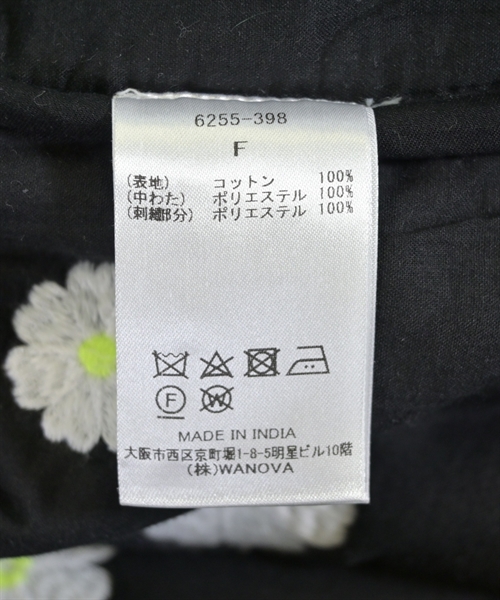 6255-398
F
(表地) コットン 100%
(中わた) ポリエステル 100%
(刺繍部分) ポリエステル 100%
F W
MADE IN INDIA
大阪市西区京町堀1-8-5明星ビル10階
(株)WANOVA